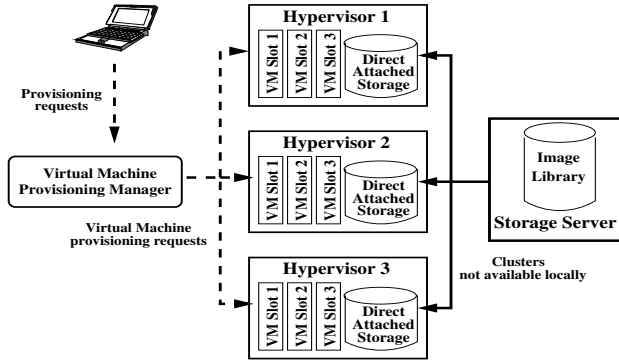 Hypervisor 1
VM Slot 1
VM Slot 2
VM Slot 3
Direct
Attached
Storage
Provisioning
requests
Hypervisor 2
VM Slot 1
VM Slot 2
VM Slot 3
Direct
Attached
Storage
Image
Library
Storage Server
Virtual Machine
Provisioning Manager
Virtual Machine
provisioning requests
Clusters
not available locally
Hypervisor 3
VM Slot 1
VM Slot 2
VM Slot 3
Direct
Attached
Storage